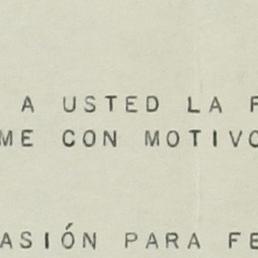 A USTED LA F
ME CON MOTIVO
ASIÓN PARA FE